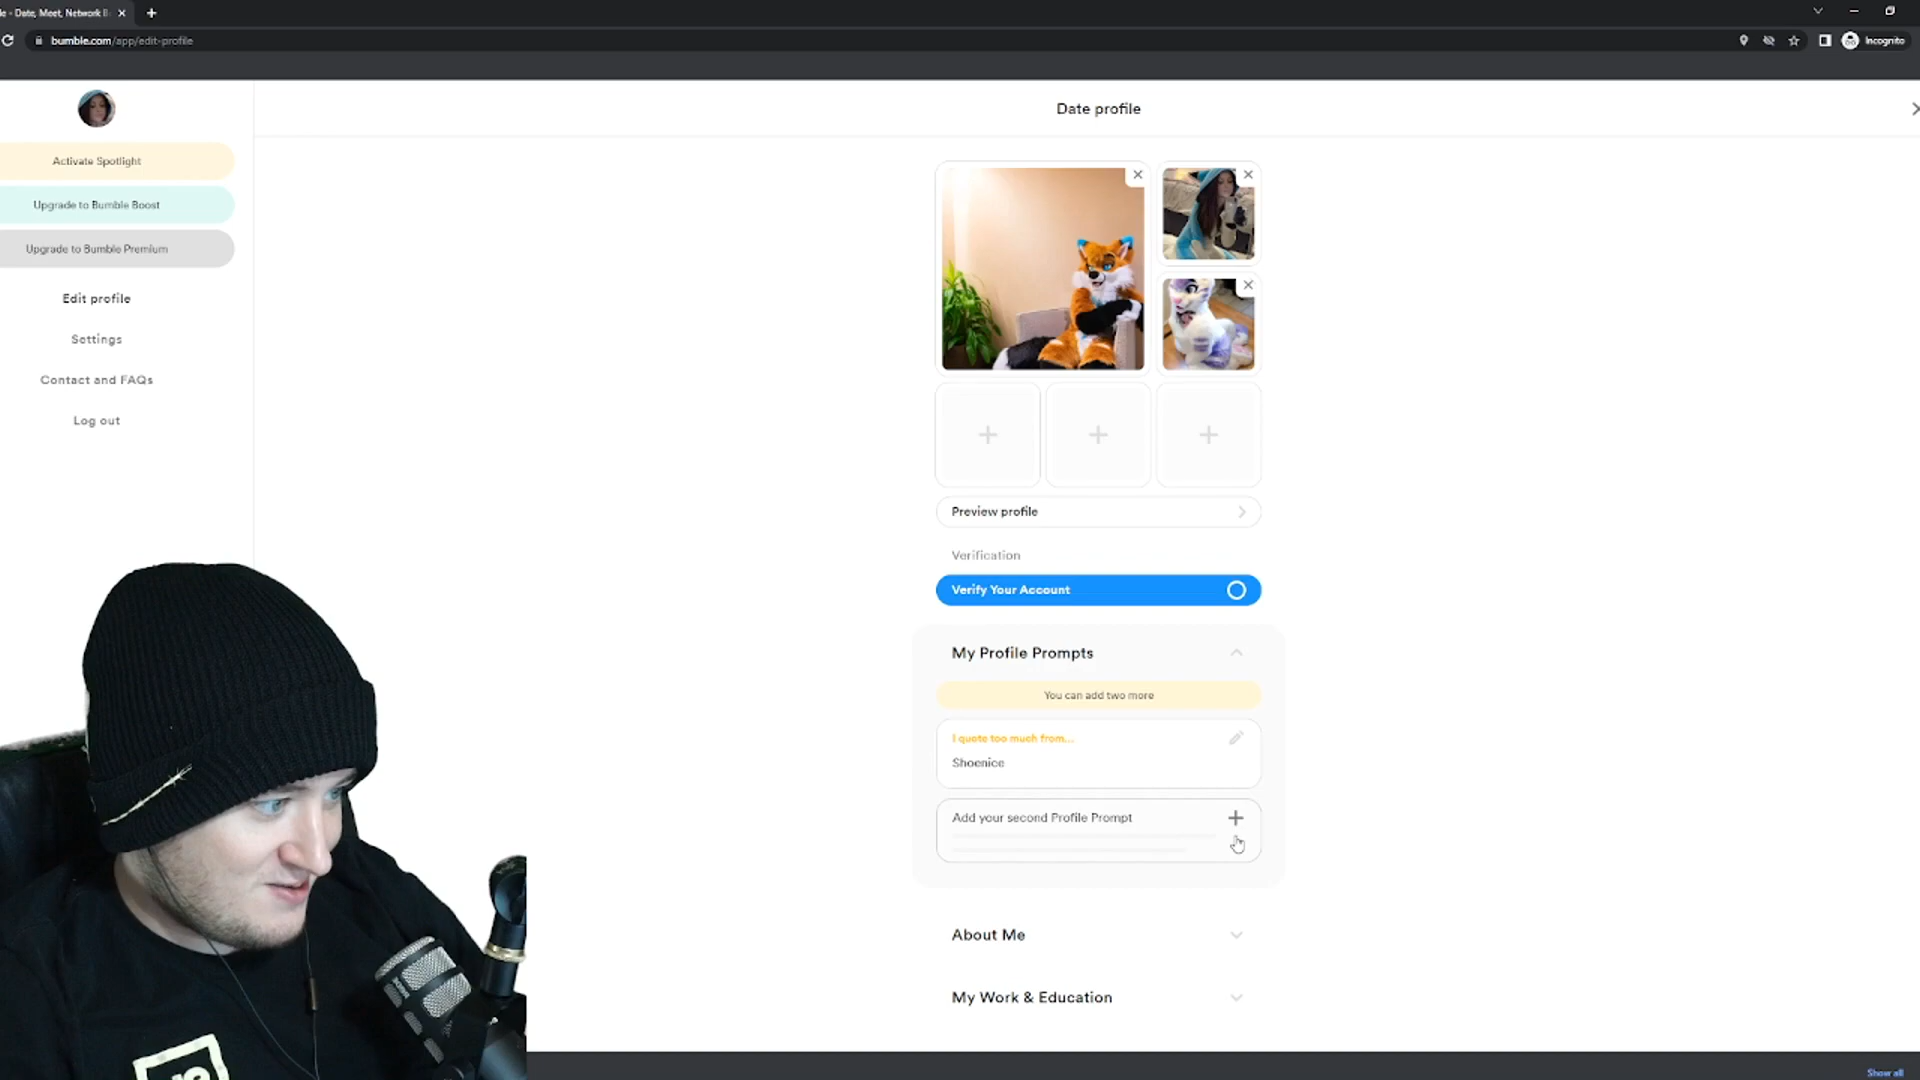 Date, Meet, Network B
bumble.com/app/edit-profile
Incognito
Date profile
Activate Spotlight
Upgrade to Bumble Boost
Upgrade to Bumble Premium
Edit profile
Settings
Contact and FAQs
Log out
Preview profile
Verification
Verify Your Account
My Profile Prompts
You can add two more
I quote too much from...
Shoenice
Add your second Profile Prompt
About Me
My Work & Education
Show all